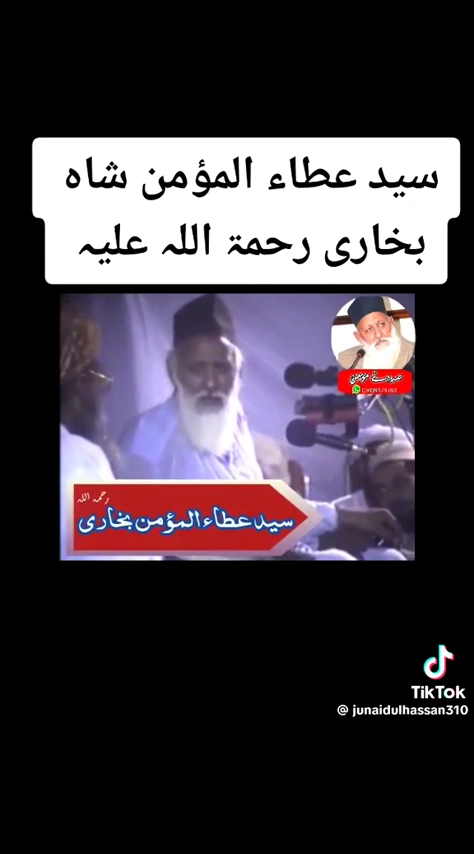 سید عطاء المؤمن شاہ
بخاری رحمۃ اللہ علیہ
رحمہ اللہ
سید عطاء المؤمن بخاری
TikTok
@ junaidulhassan310